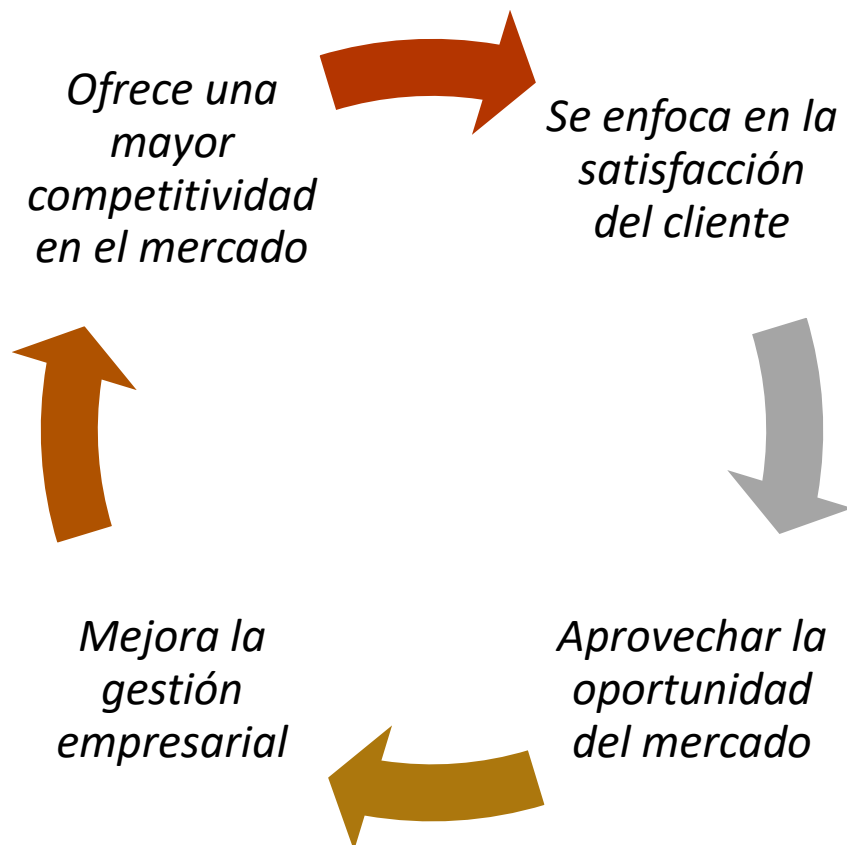 Ofrece una
mayor
competitividad
en el mercado
Se enfoca en la
satisfacción
del cliente
Aprovechar la
oportunidad
del mercado
Mejora la
gestión
empresarial